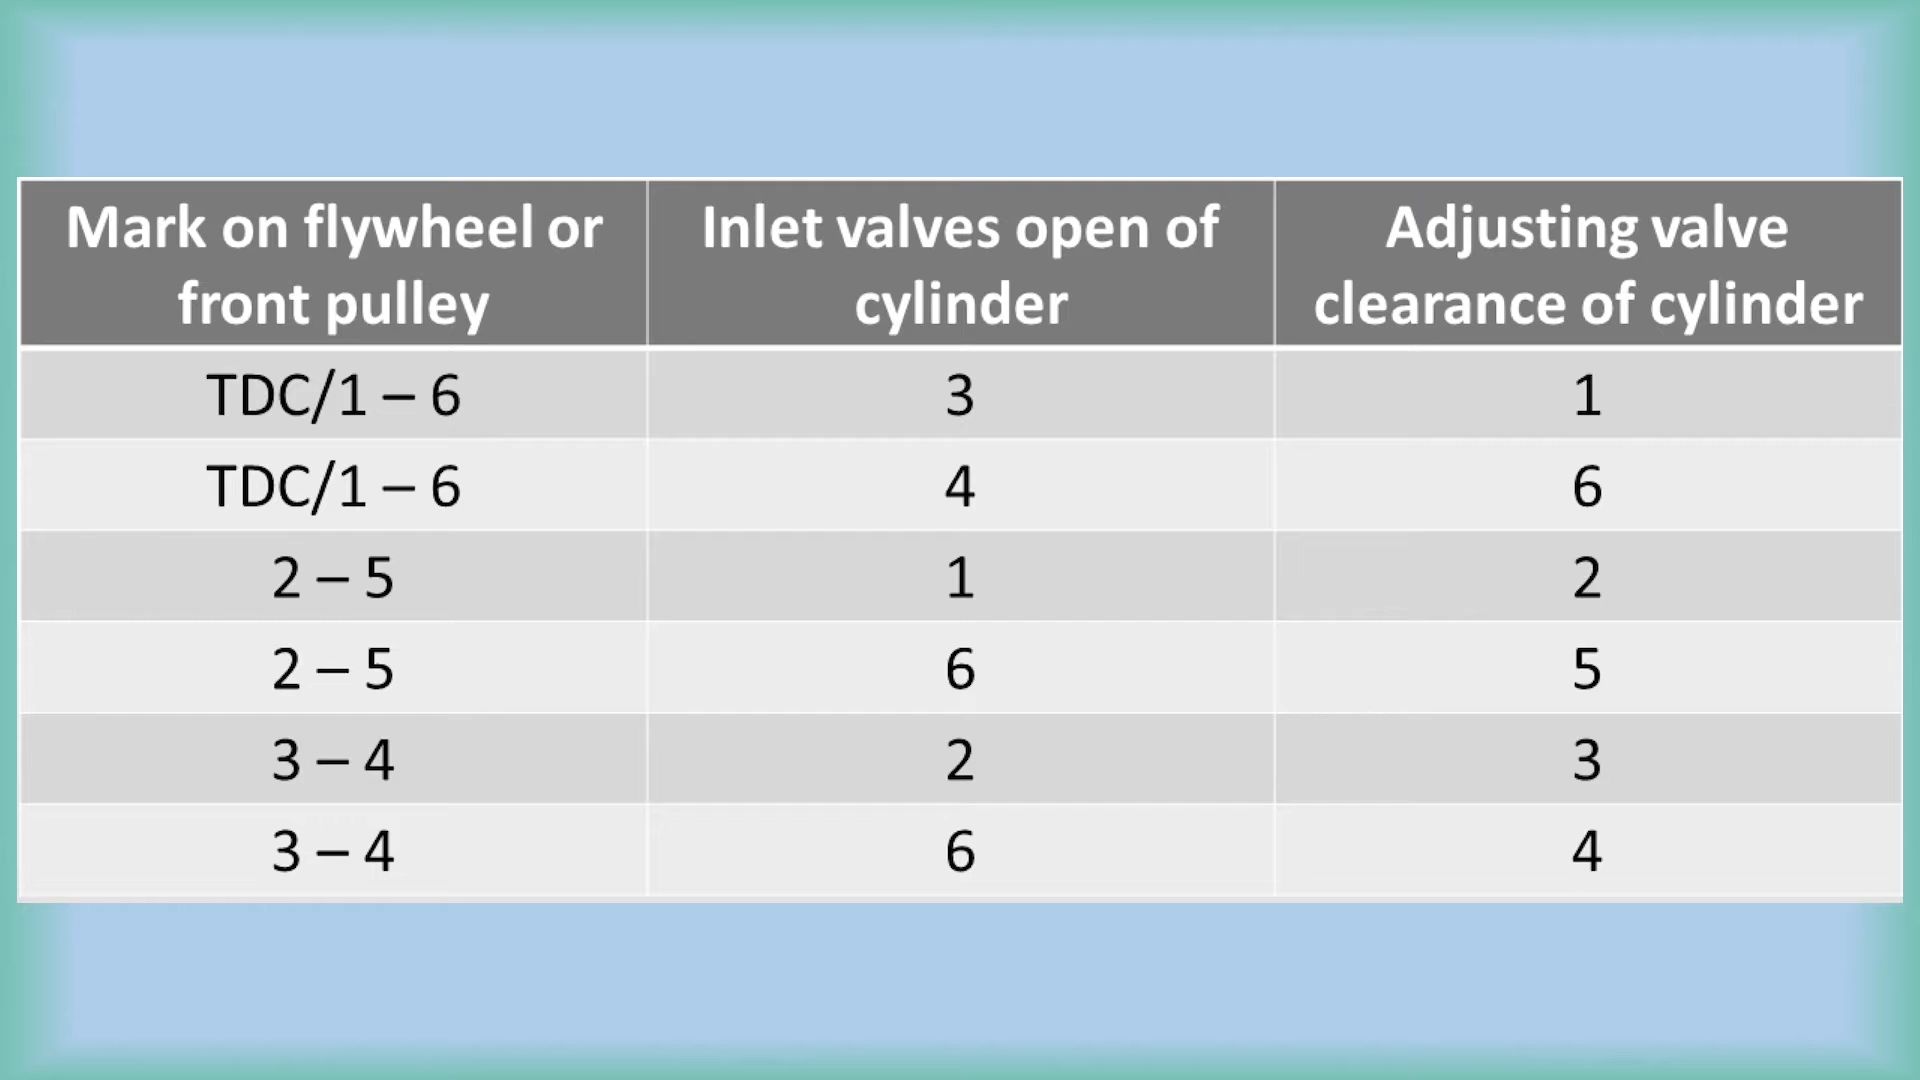 Mark on flywheel or
front pulley
Inlet valves open of
cylinder
Adjusting valve
clearance of cylinder
TDC/1 – 6
3
1
TDC/1 – 6
4
6
2 – 5
1
2
2 – 5
6
5
3 – 4
2
3
3 – 4
6
4